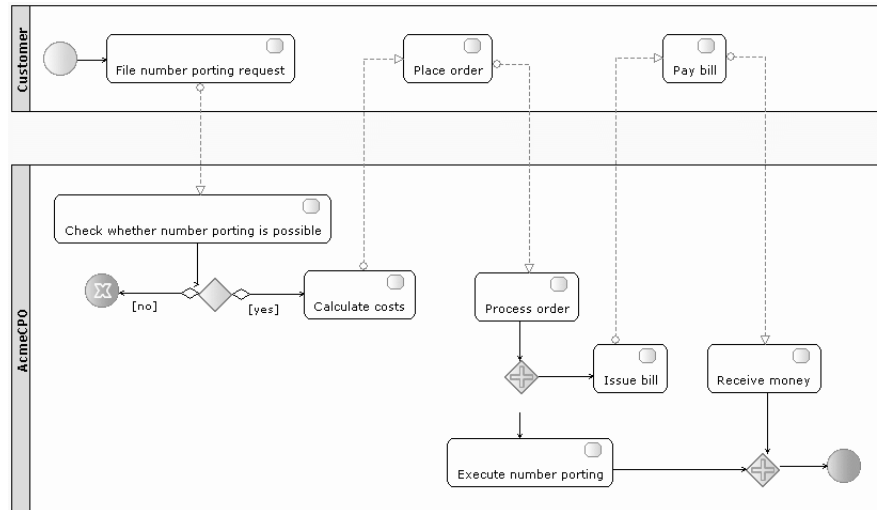 Customer
File number porting request
Place order
Pay bill
AcmeCPO
Check whether number porting is possible
[no]
[yes]
Calculate costs
Process order
Issue bill
Receive money
Execute number porting